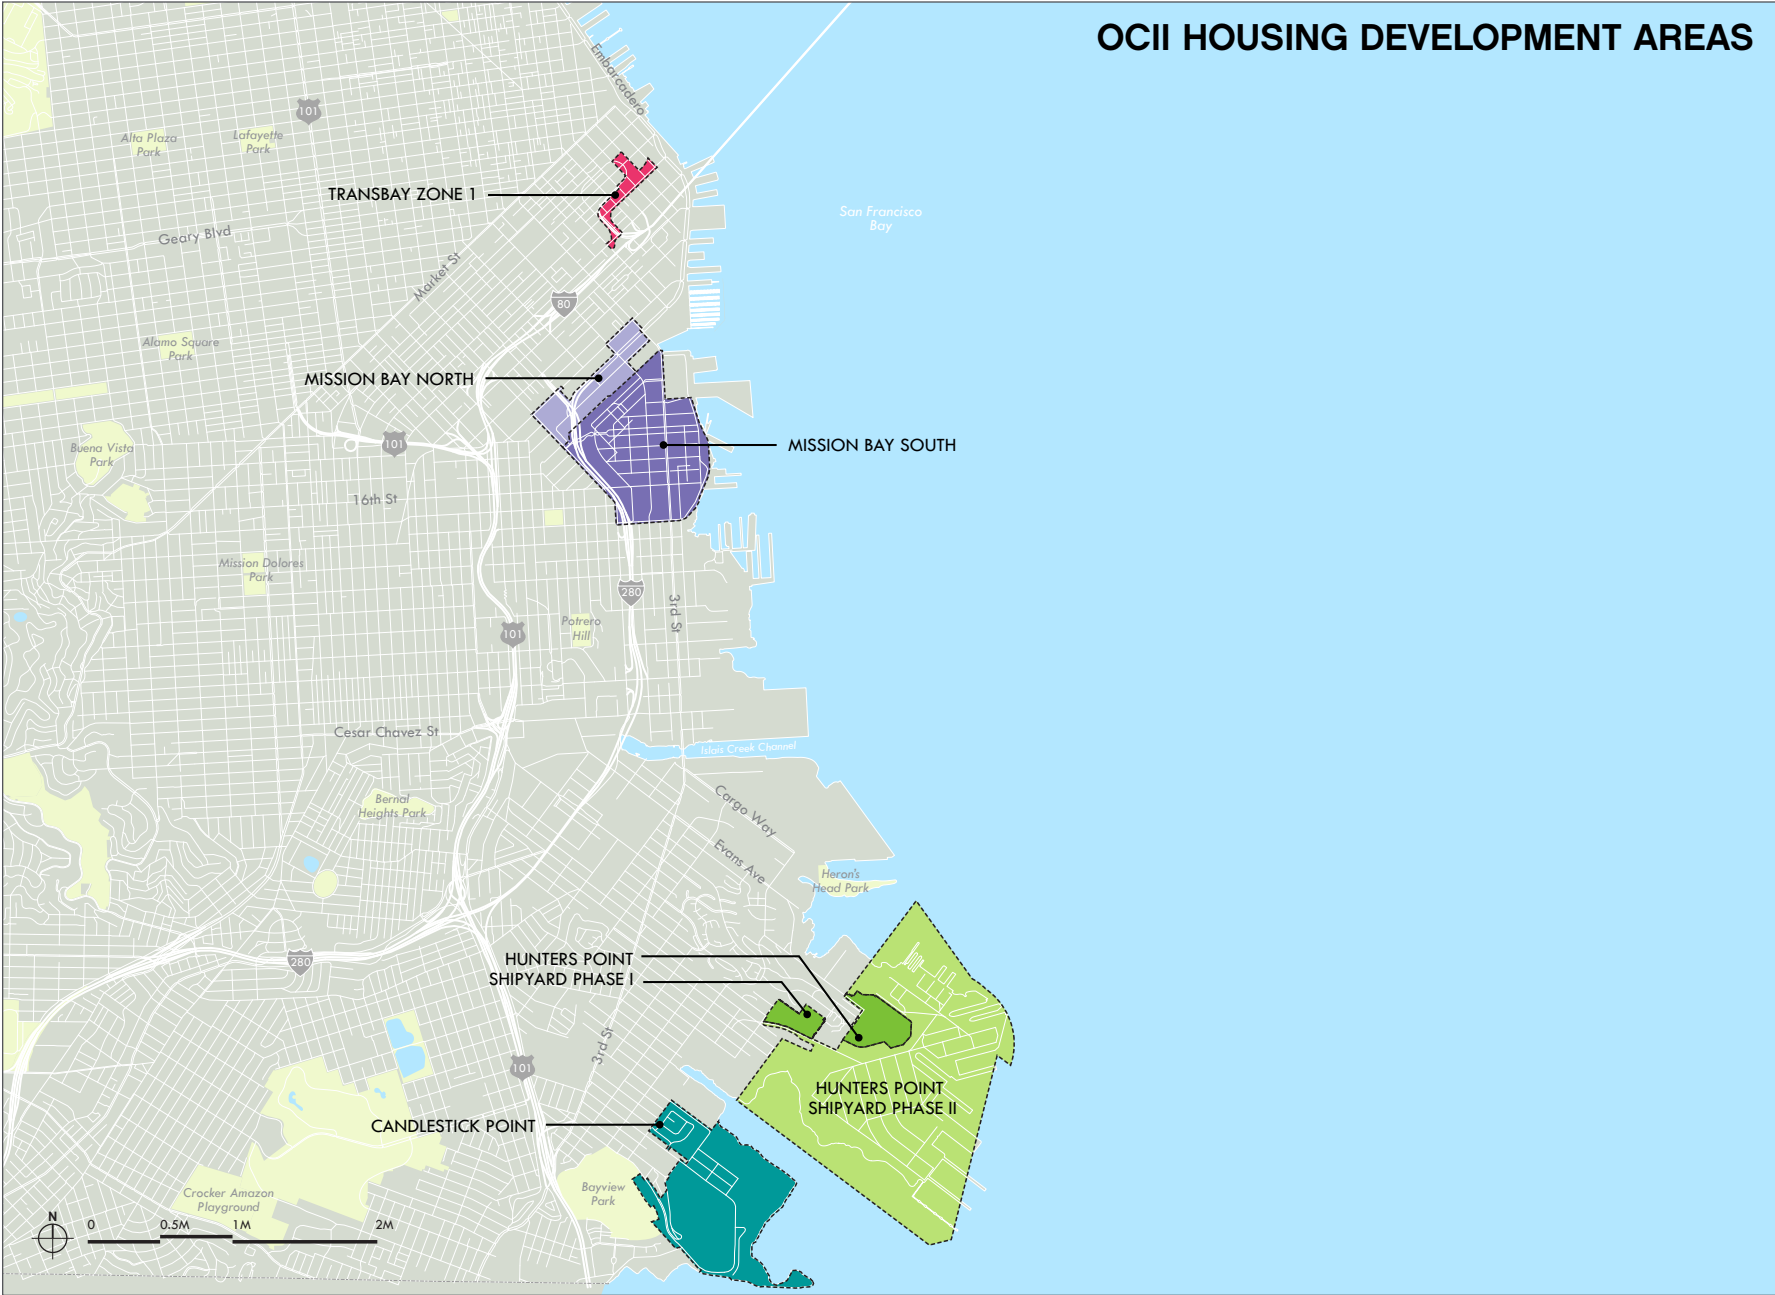 OCII HOUSING DEVELOPMENT AREAS
Embarcadero
101
Alta Plaza
Park
Lafayette
Park
TRANSBAY ZONE 1
San Francisco
Bay
Geary Blvd
Market St
80
Alamo Square
Park
MISSION BAY NORTH
101
MISSION BAY SOUTH
Buena Vista
Park
16th St
Mission Dolores
Park
280
3rd St
Potrero
Hill
101
Cesar Chavez St
Islais Creek Channel
Bernal
Heights Park
Cargo Way
Evans Ave
Heron's
Head Park
280
HUNTERS POINT
SHIPYARD PHASE I
3rd St
101
HUNTERS POINT
SHIPYARD PHASE II
CANDLESTICK POINT
Bayview
Park
Crocker Amazon
Playground
N
0
0.5M
1M
2M